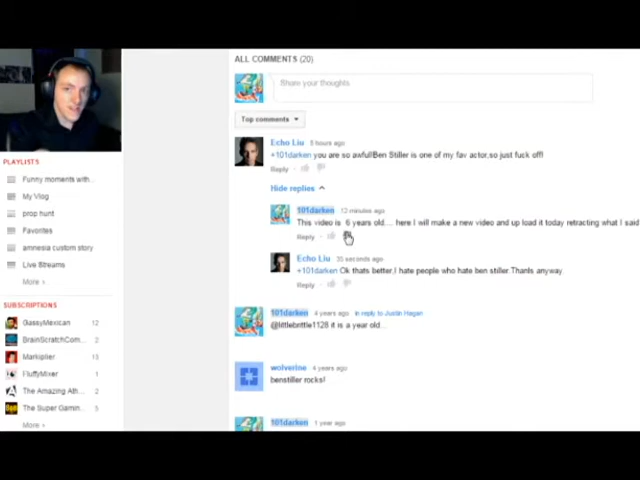 ALL COMMENTS (20)
Share your thoughts
Top comments
Echo Liu 8 hours ago
+101darken you are so awful!Ben Stiller is one of my fav actor,so just fuck off!
Reply
Hide replies
101darken 12 minutes ago
This video is 6 years old.... here I will make a new video and up load it today retracting what I said
Reply
Echo Liu 35 seconds ago
+101darken Ok thats better,I hate people who hate ben stiller.Thanls anyway.
Reply
101darken 4 years ago in reply to Justin Hagan
@littlebrittle1128 it is a year old...
wolverine 4 years ago
benstiller rocks!
101darken 1 year ago
PLAYLISTS
Funny moments with...
My Vlog
prop hunt
Favorites
amnesia custom story
Live Streams
More
SUBSCRIPTIONS
GassyMexican 12
BrainScratchCom... 2
Markiplier 13
FluffyMixer 1
The Amazing Ath... 2
The Super Gamin... 5
More